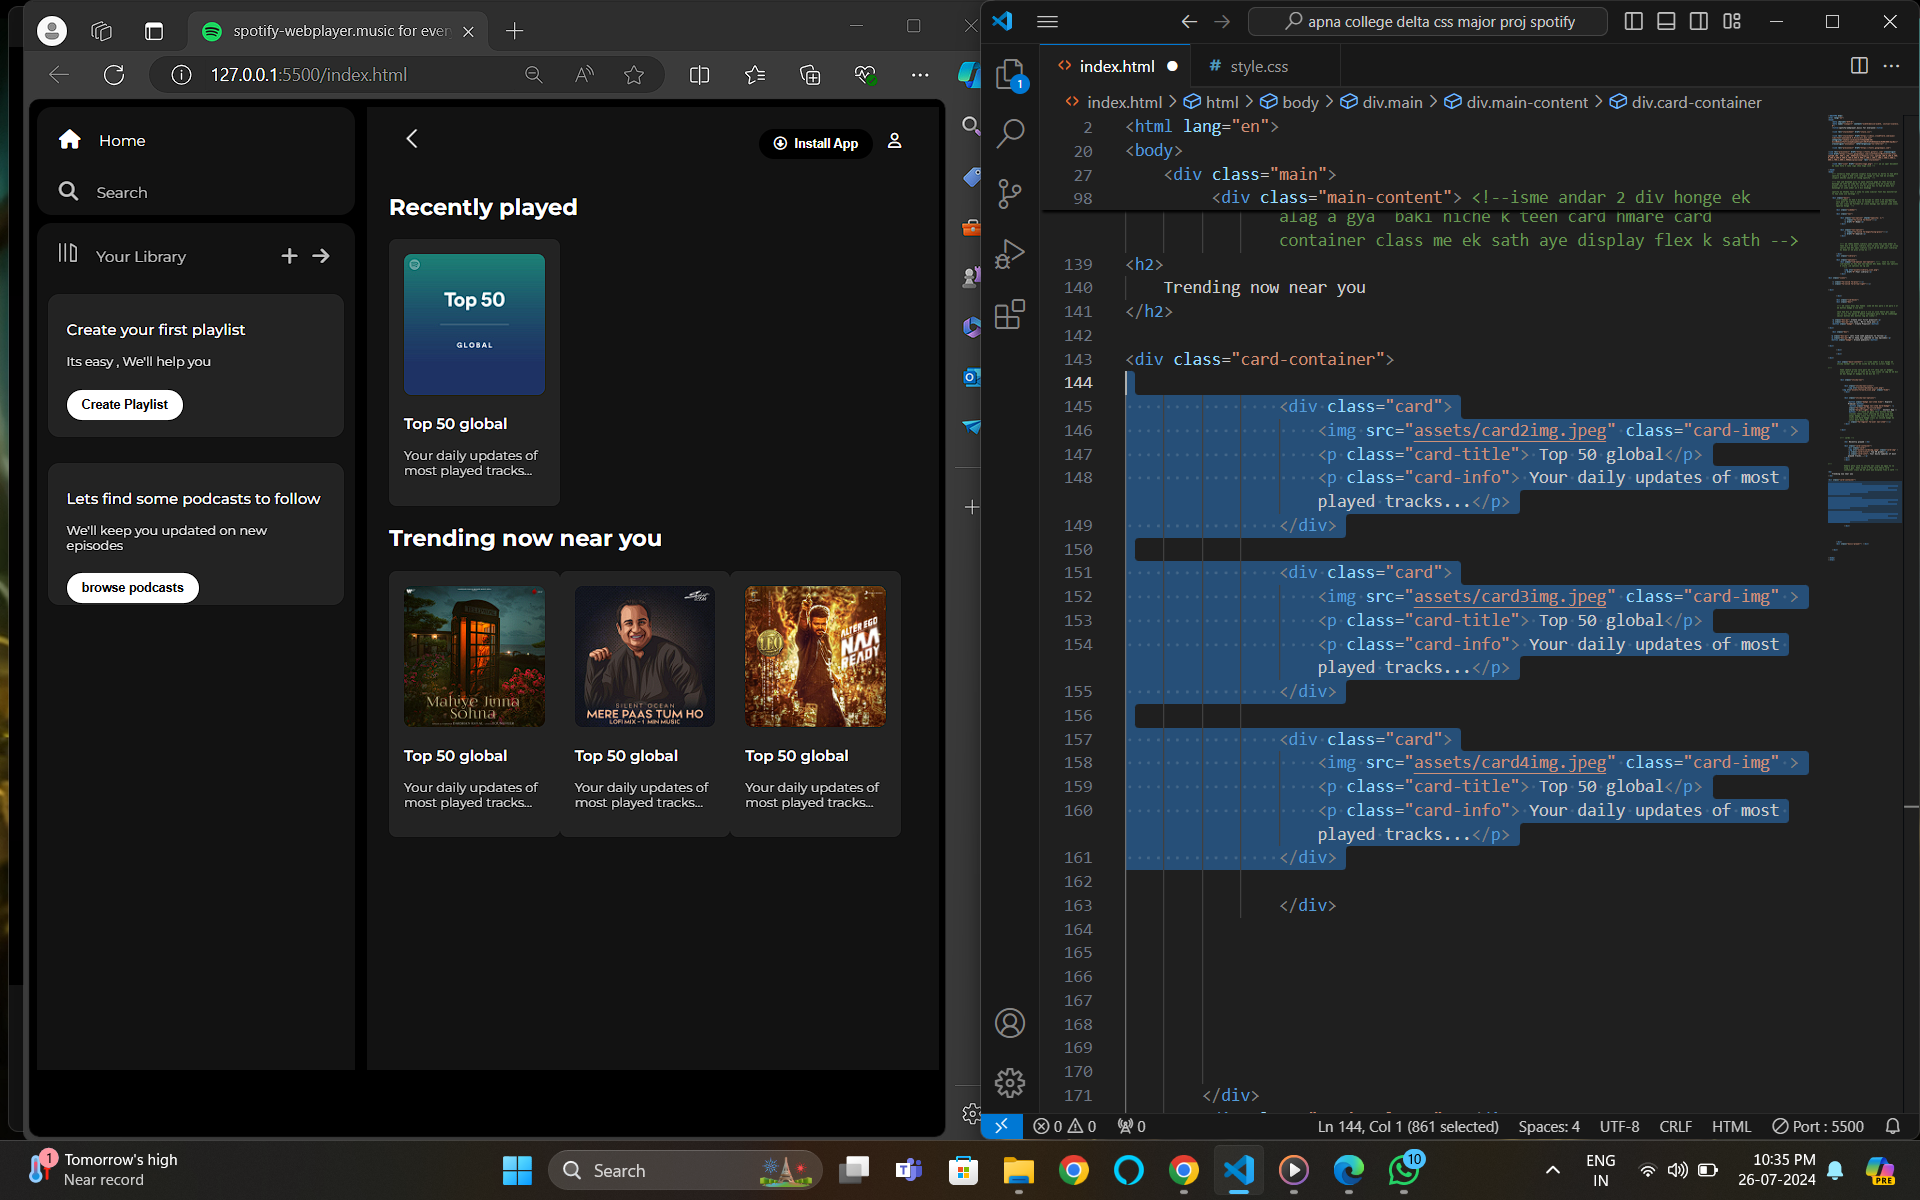 spotify-webplayer.music for ever
127.0.0.1:5500/index.html
Home
Search
Your Library
Create your first playlist
Its easy , We'll help you
Create Playlist
Lets find some podcasts to follow
We'll keep you updated on new
episodes
browse podcasts
Install App
Recently played
Top 50
GLOBAL
Top 50 global
Your daily updates of
most played tracks...
Trending now near you
Mahiye Jinna
Sohna
SILENT OCEAN
MERE PAAS TUM HO
LOFI MIX - 1 MIN MUSIC
LEO
ALTER EGO
NAA
READY
Top 50 global
Your daily updates of
most played tracks...
Top 50 global
Your daily updates of
most played tracks...
Top 50 global
Your daily updates of
most played tracks...
apna college delta css major proj spotify
1
<> index.html
# style.css
<> index.html > html > body > div.main > div.main-content > div.card-container
2 <html lang="en">
20 <body>
27 <div class="main">
98 <div class="main-content"> <!--isme andar 2 div honge ek
alag a gya baki niche k teen card hmare card
container class me ek sath aye display flex k sath -->
139 <h2>
140 Trending now near you
141 </h2>
142
143 <div class="card-container">
144
145 <div class="card">
146 <img src="assets/card2img.jpeg" class="card-img" >
147 <p class="card-title"> Top 50 global</p>
148 <p class="card-info"> Your daily updates of most
played tracks...</p>
149 </div>
150
151 <div class="card">
152 <img src="assets/card3img.jpeg" class="card-img" >
153 <p class="card-title"> Top 50 global</p>
154 <p class="card-info"> Your daily updates of most
played tracks...</p>
155 </div>
156
157 <div class="card">
158 <img src="assets/card4img.jpeg" class="card-img" >
159 <p class="card-title"> Top 50 global</p>
160 <p class="card-info"> Your daily updates of most
played tracks...</p>
161 </div>
162
163 </div>
164
165
166
167
168
169
170
171 </div>
0 0 0 Ln 144, Col 1 (861 selected) Spaces: 4 UTF-8 CRLF HTML Port : 5500
1
Tomorrow's high
Near record
Search
10
ENG
IN
10:35 PM
26-07-2024
PRE